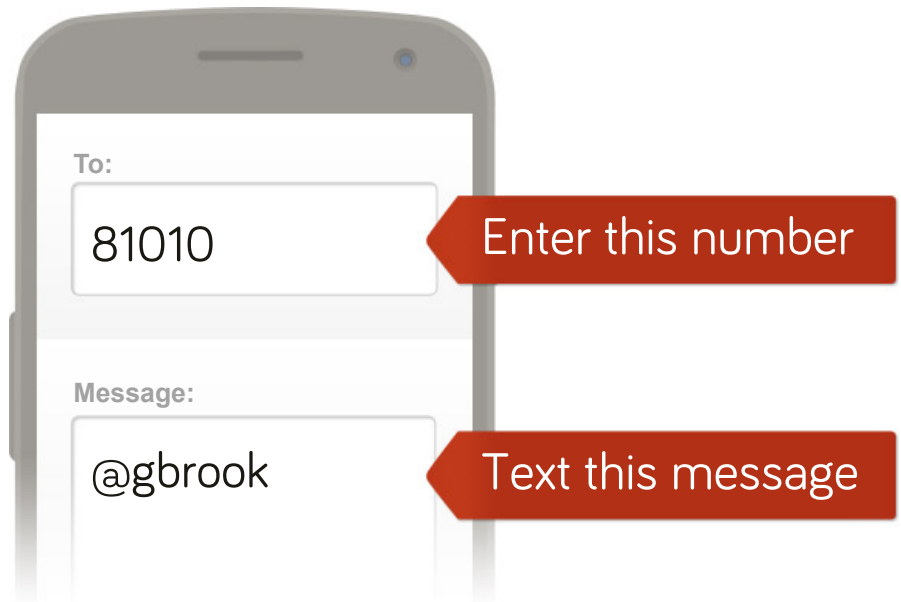 To:
81010
Enter this number
Message:
@gbrook
Text this message